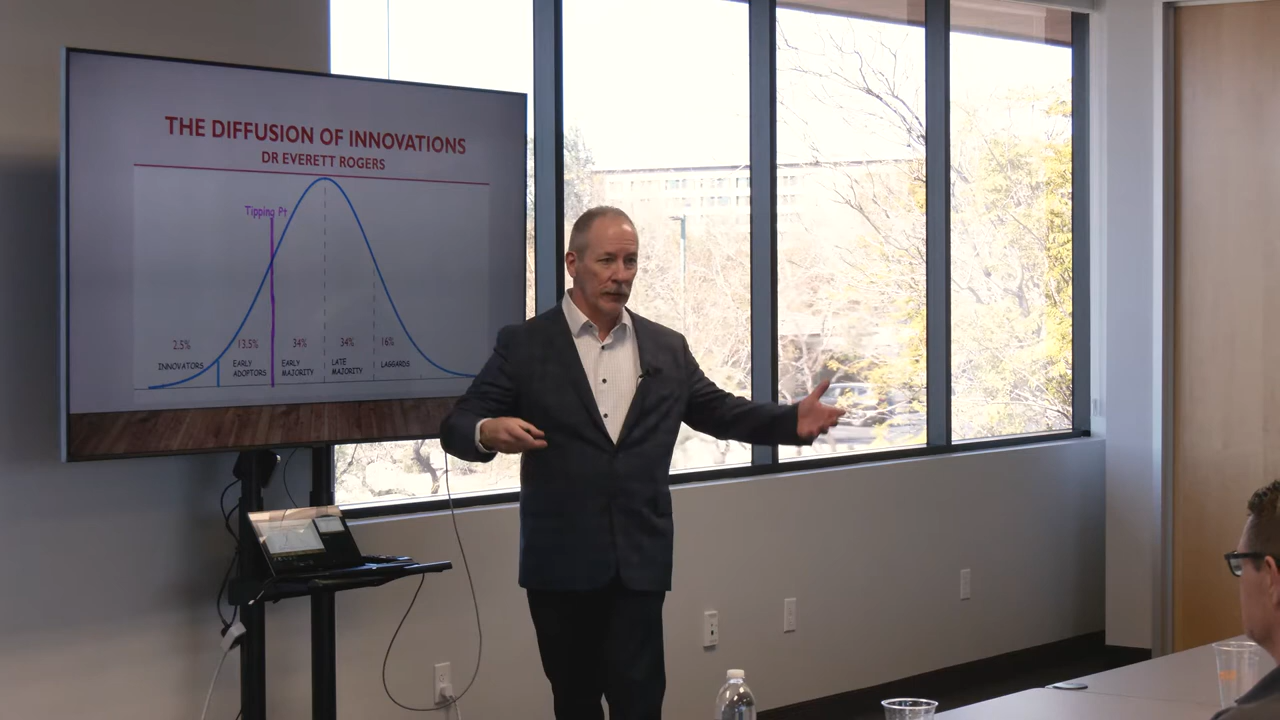 THE DIFFUSION OF INNOVATIONS
DR EVERETT ROGERS
Tipping Pt
2.5% 13.5% 34% 34% 16%
INNOVATORS EARLY ADOPTORS EARLY MAJORITY LATE MAJORITY LAGGARDS